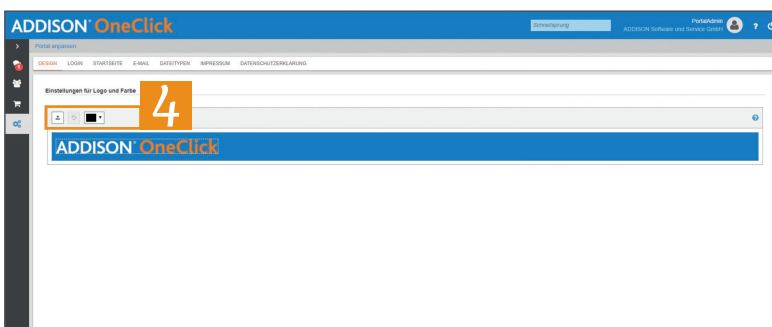 ADDISON® OneClick
Schnellsprung
PortalAdmin
ADDISON Software und Service GmbH
?
Portal anpassen
DESIGN LOGIN STARTSEITE E-MAIL DATEITYPEN IMPRESSUM DATENSCHUTZERKLÄRUNG
Einstellungen für Logo und Farbe
4
ADDISON® OneClick